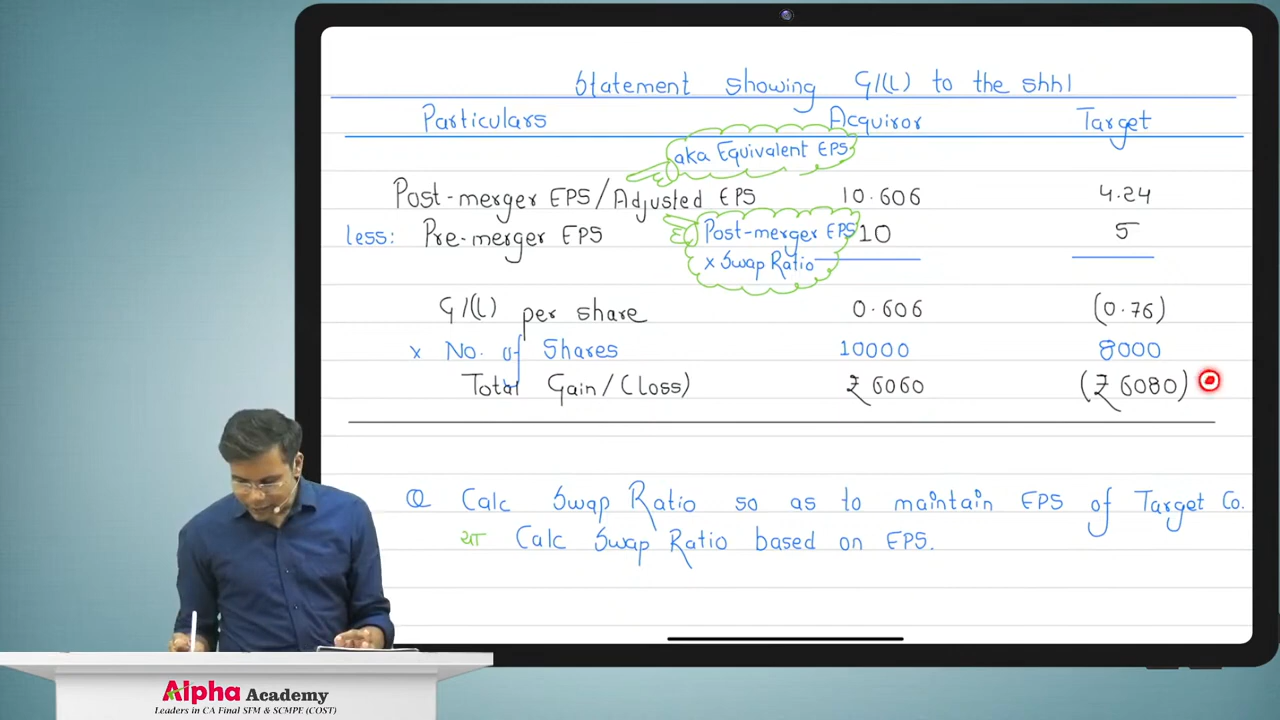 Statement showing G/(L) to the shhl
Particulars Acquiror Target
aka Equivalent EPS
Post-merger EPS/Adjusted EPS 10.606 4.24
less: Pre-merger EPS 10 5
Post-merger EPS
x Swap Ratio
G/(L) per share 0.606 (0.76)
x No. of Shares 10000 8000
Total Gain/(loss) ₹6060 (₹6080)
Q Calc Swap Ratio so as to maintain EPS of Target Co.
या Calc Swap Ratio based on EPS.
Alpha Academy
Leaders in CA Final SFM & SCMPE (COST)